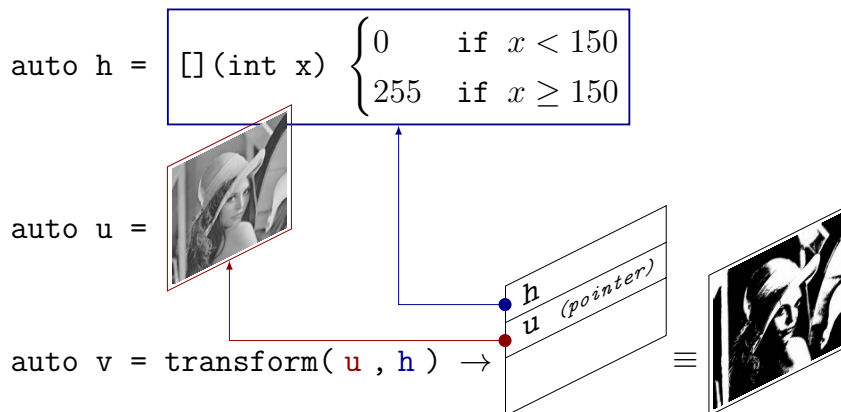 auto h = [](int x) { 0 if x < 150
255 if x ≥ 150
auto u =
h
u (pointer)
auto v = transform( u , h ) → ≡